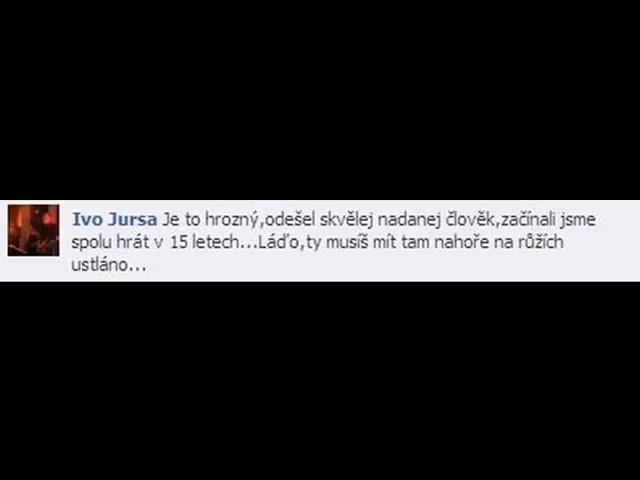 Ivo Jursa Je to hrozný,odešel skvělej nadanej člověk,začínali jsme
spolu hrát v 15 letech...Láďo,ty musíš mít tam nahoře na růžích
ustláno...